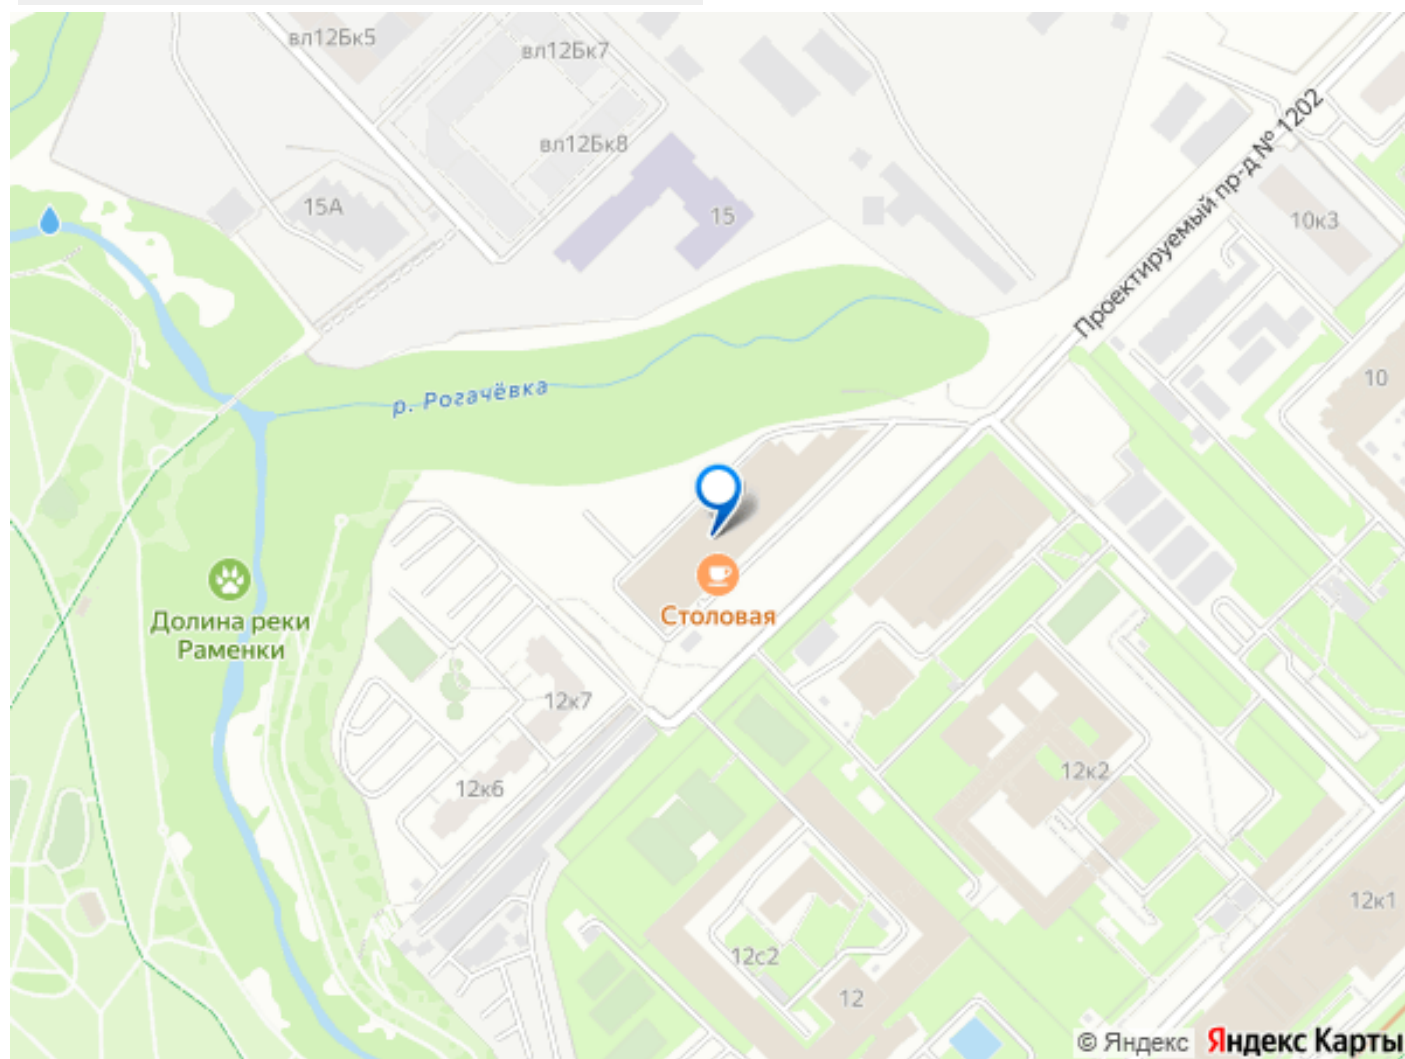 вл12Бк5
вл12Бк7
вл12Бк8
15А
15
Проектируемый пр-д № 1202
10к3
10
р. Рогачёвка
Столовая
Долина реки
Раменки
12к7
12к6
12к2
12к1
12с2
12
© Яндекс Яндекс Карты